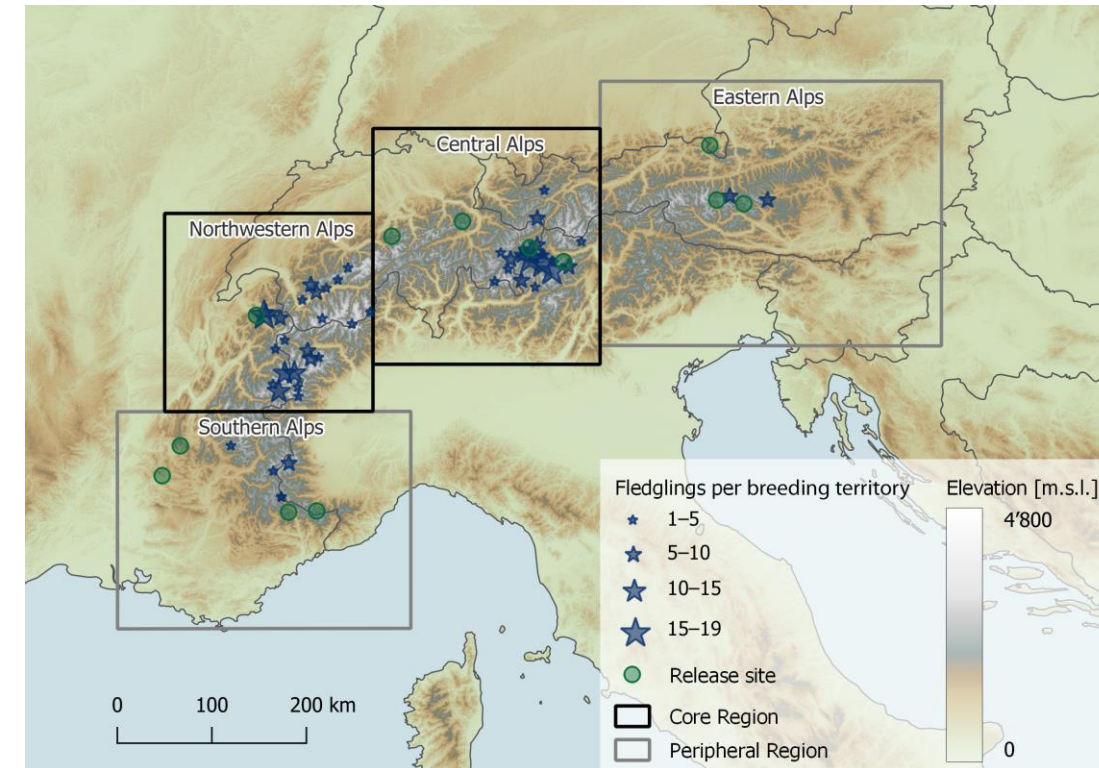 Eastern Alps
Central Alps
Northwestern Alps
Southern Alps
Fledglings per breeding territory
1–5
5–10
10–15
15–19
Release site
Core Region
Peripheral Region
Elevation [m.s.l.]
4’800
0
0 100 200 km